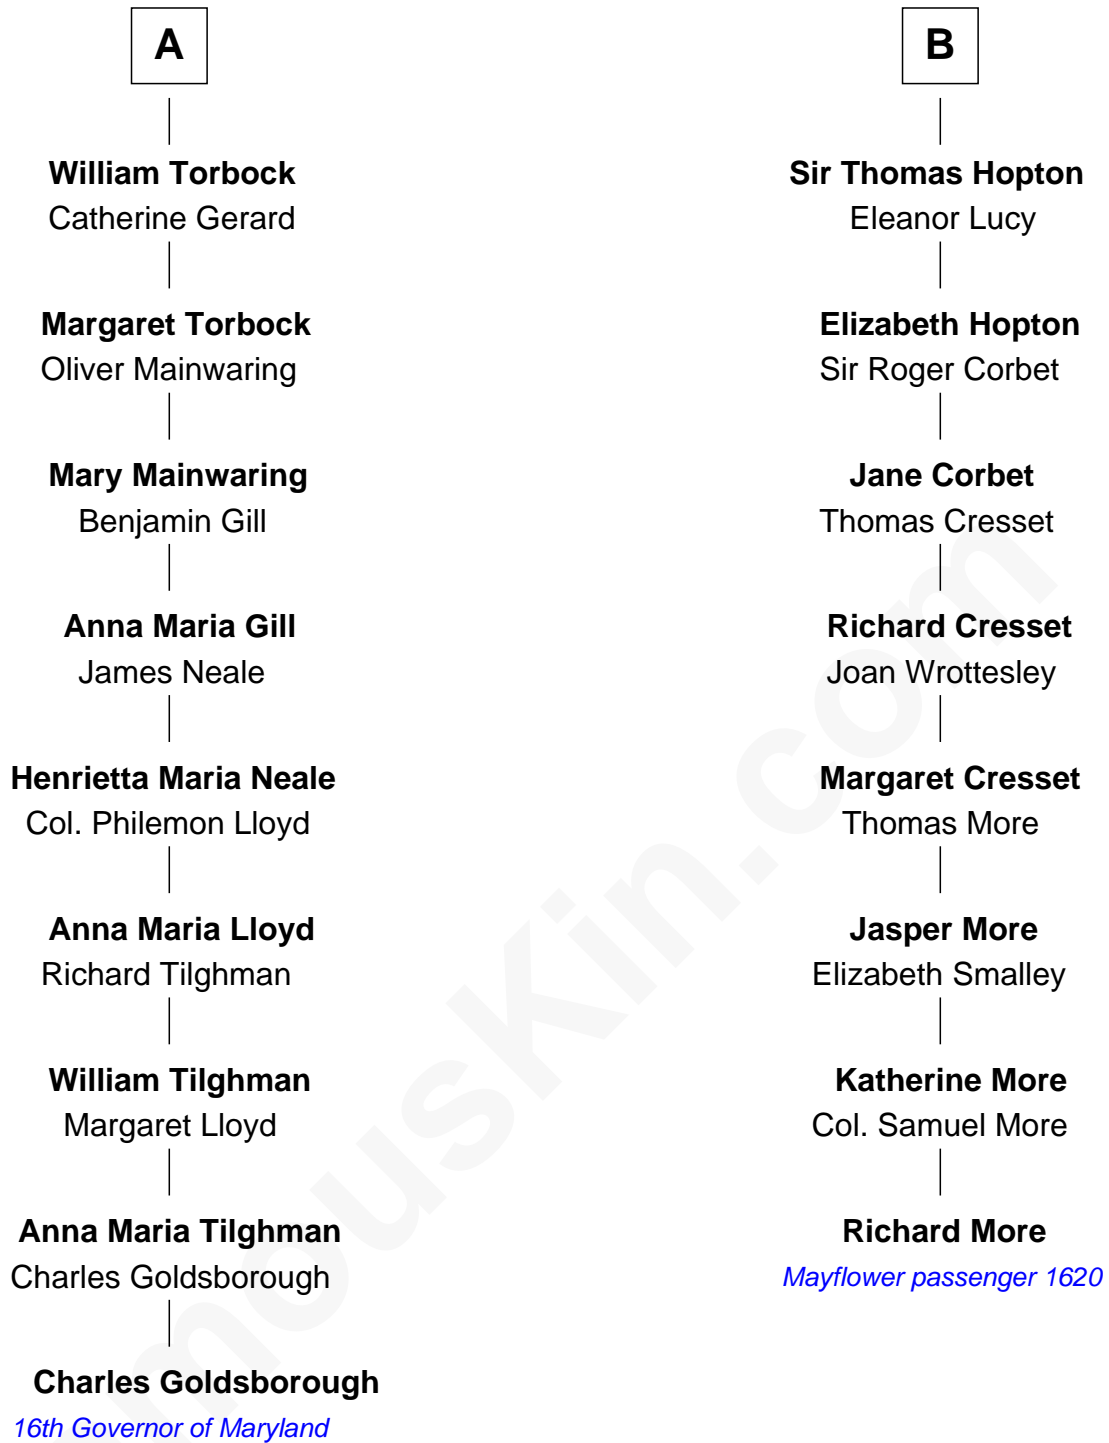 A
William Torbock
Catherine Gerard
Margaret Torbock
Oliver Mainwaring
Mary Mainwaring
Benjamin Gill
Anna Maria Gill
James Neale
Henrietta Maria Neale
Col. Philemon Lloyd
Anna Maria Lloyd
Richard Tilghman
William Tilghman
Margaret Lloyd
Anna Maria Tilghman
Charles Goldsborough
Charles Goldsborough
16th Governor of Maryland
B
Sir Thomas Hopton
Eleanor Lucy
Elizabeth Hopton
Sir Roger Corbet
Jane Corbet
Thomas Cresset
Richard Cresset
Joan Wrottesley
Margaret Cresset
Thomas More
Jasper More
Elizabeth Smalley
Katherine More
Col. Samuel More
Richard More
Mayflower passenger 1620
mousKin.com